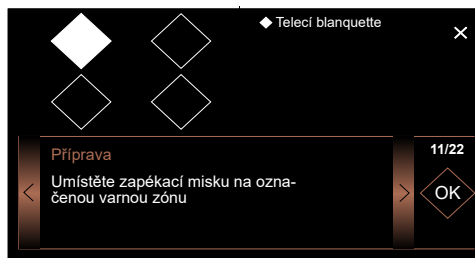 Telecí blanquette
Příprava
11/22
Umístěte zapékací misku na ozna-
čenou varnou zónu
OK